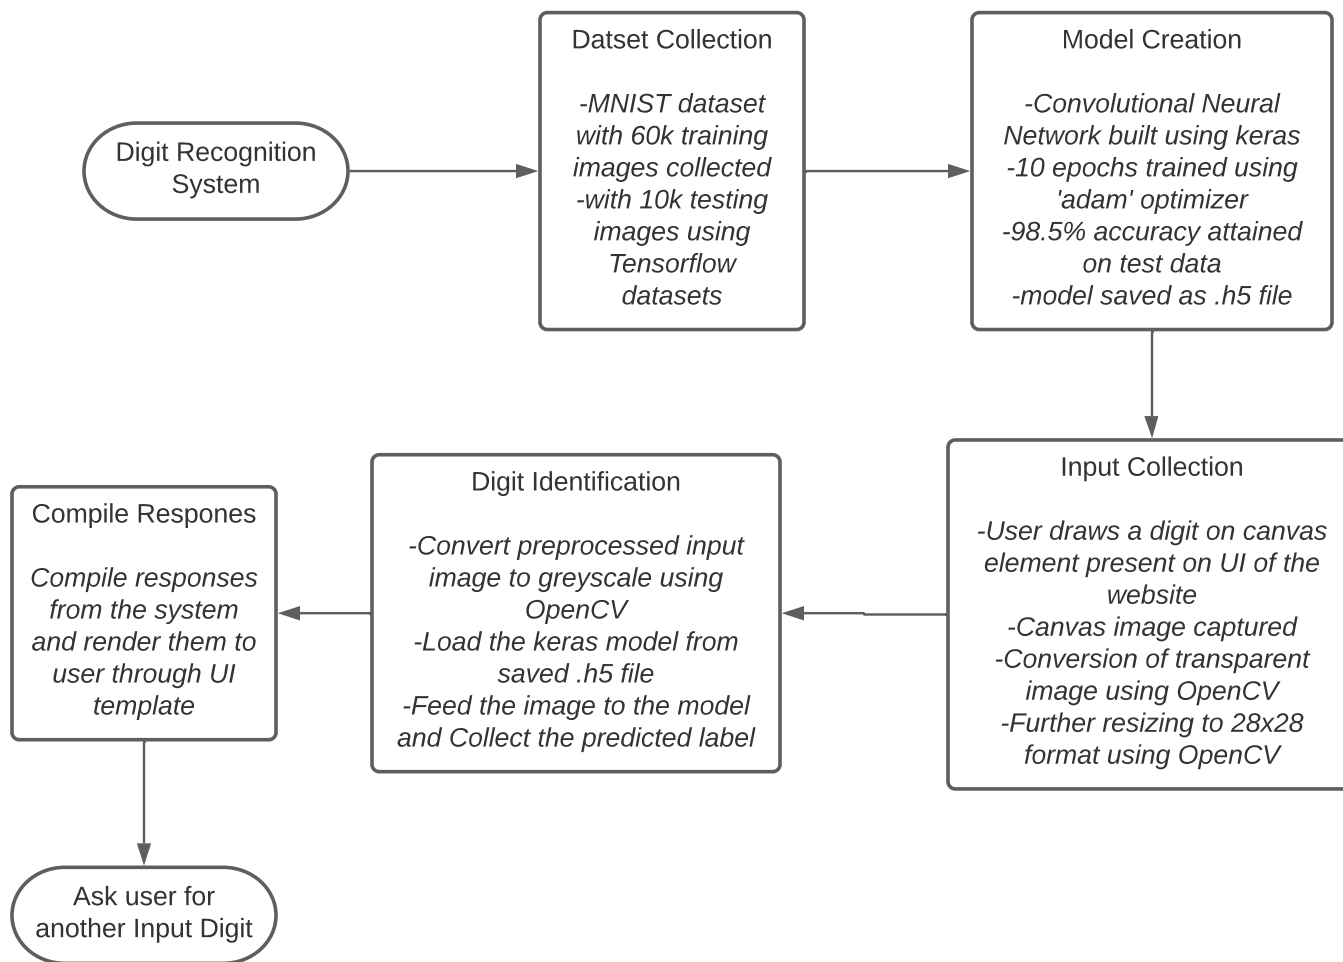 Digit Recognition
System
Datset Collection
-MNIST dataset
with 60k training
images collected
-with 10k testing
images using
Tensorflow
datasets
Model Creation
-Convolutional Neural
Network built using keras
-10 epochs trained using
'adam' optimizer
-98.5% accuracy attained
on test data
-model saved as .h5 file
Input Collection
-User draws a digit on canvas
element present on UI of the
website
-Canvas image captured
-Conversion of transparent
image using OpenCV
-Further resizing to 28x28
format using OpenCV
Digit Identification
-Convert preprocessed input
image to greyscale using
OpenCV
-Load the keras model from
saved .h5 file
-Feed the image to the model
and Collect the predicted label
Compile Respones
Compile responses
from the system
and render them to
user through UI
template
Ask user for
another Input Digit